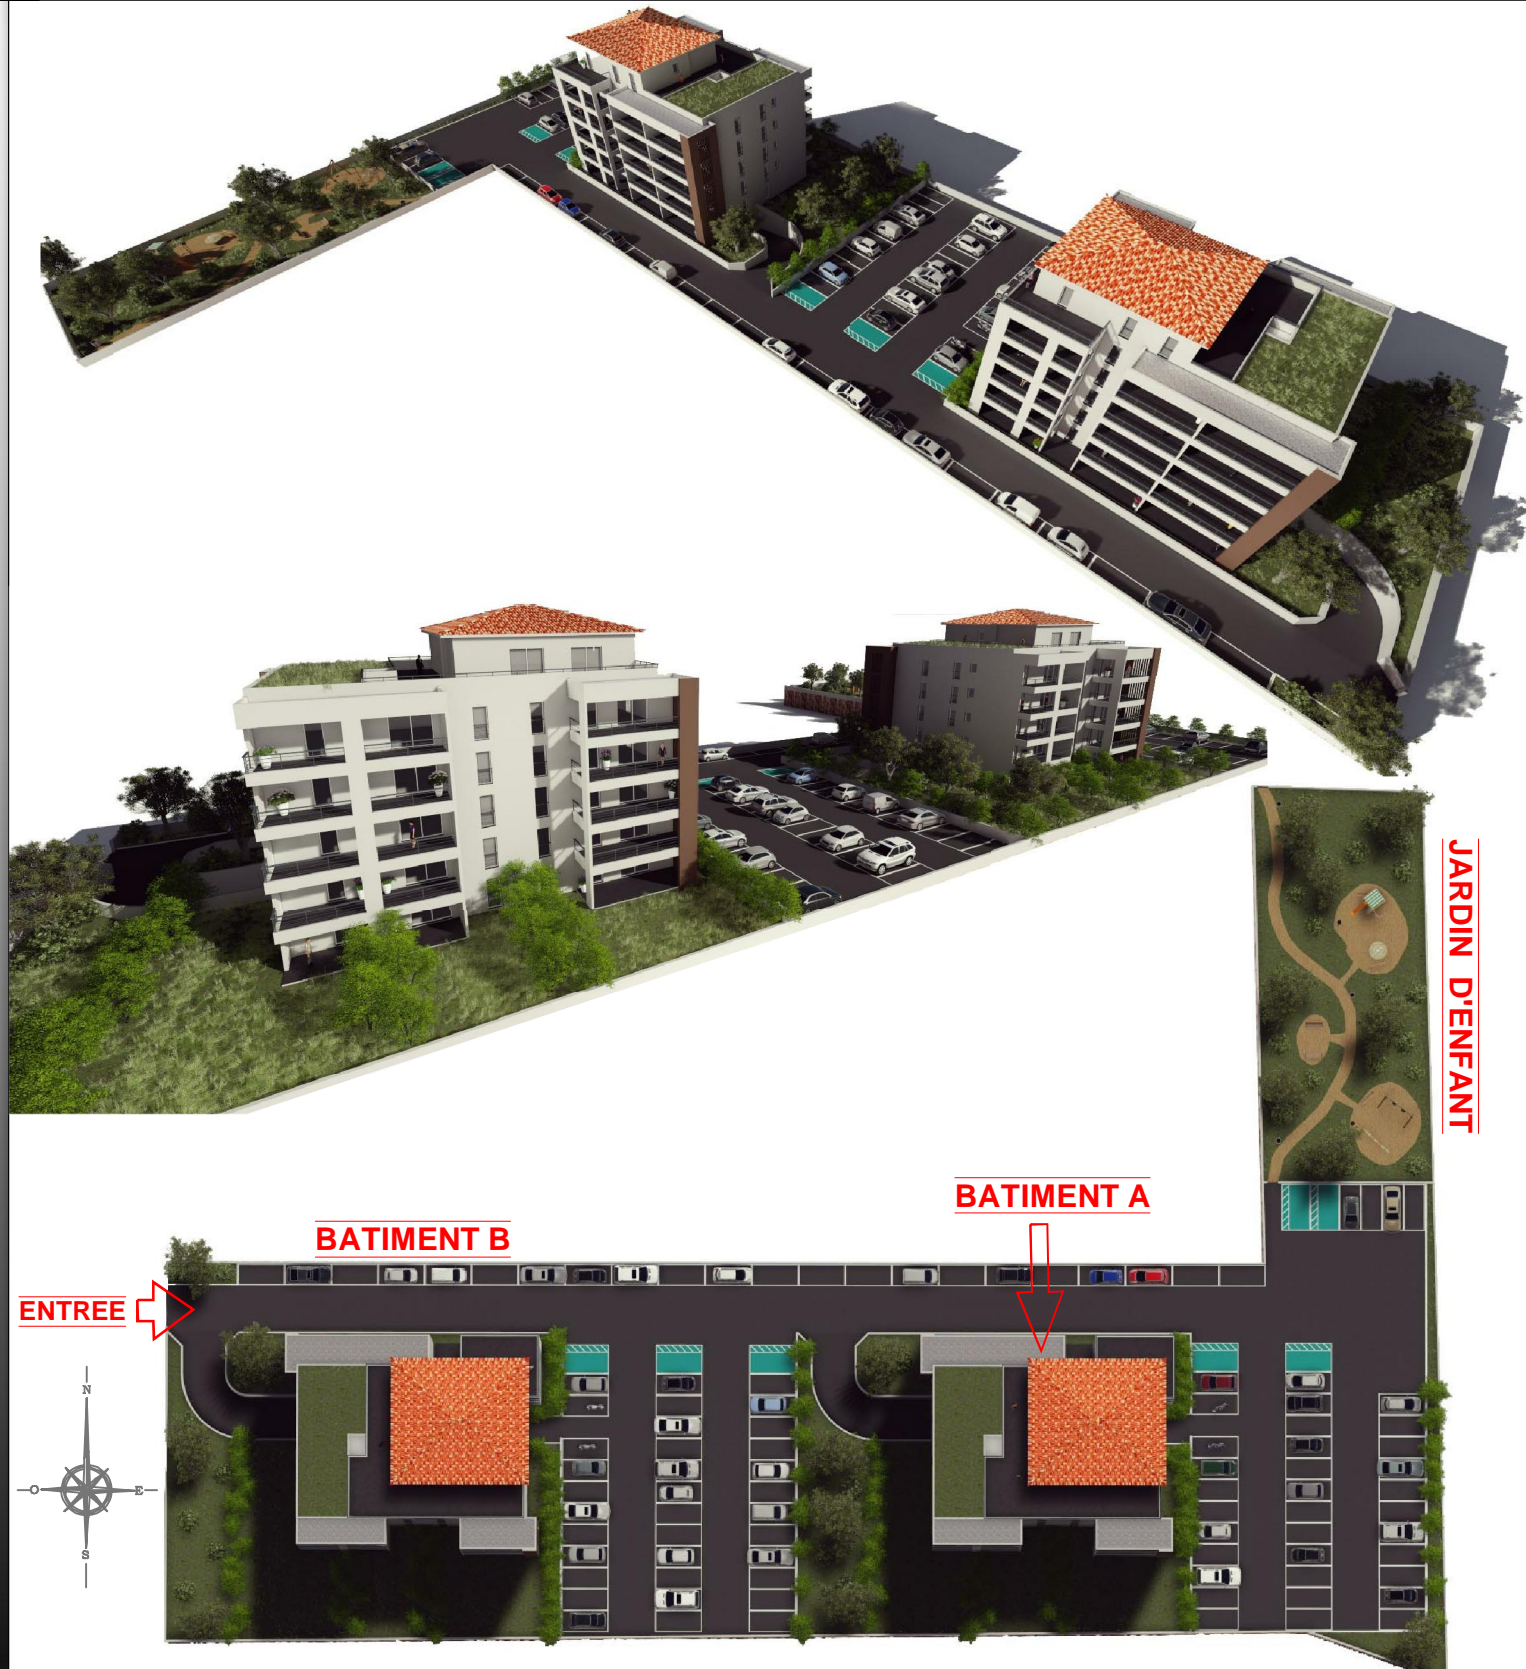 JARDIN D'ENFANT
BATIMENT A
BATIMENT B
ENTREE
N
O
E
S